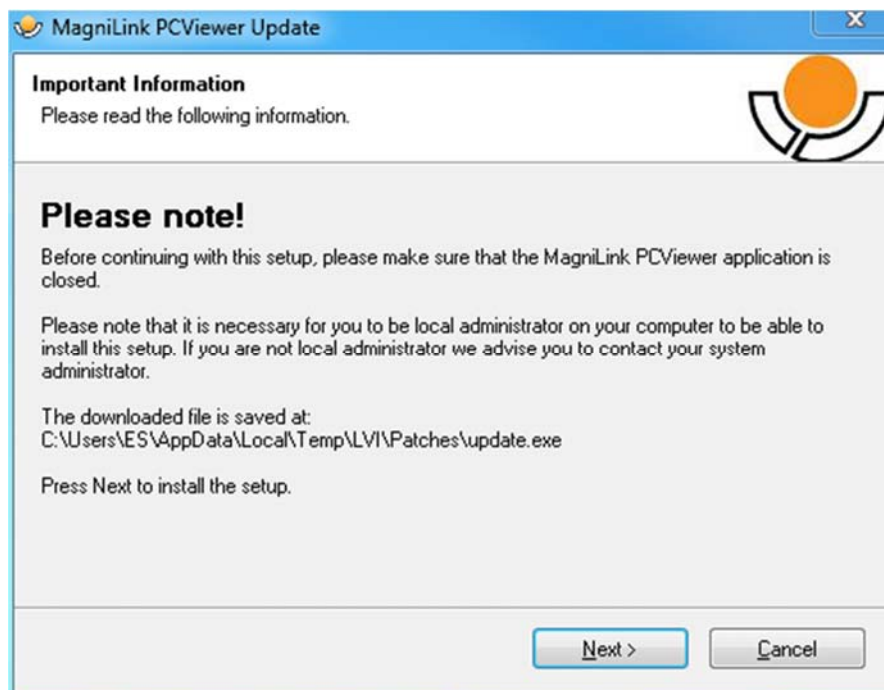 MagniLink PCViewer Update
Important Information
Please read the following information.
Please note!
Before continuing with this setup, please make sure that the MagniLink PCViewer application is
closed.
Please note that it is necessary for you to be local administrator on your computer to be able to
install this setup. If you are not local administrator we advise you to contact your system
administrator.
The downloaded file is saved at:
C:\Users\ES\AppData\Local\Temp\LVI\Patches\update.exe
Press Next to install the setup.
Next >
Cancel